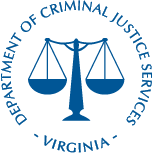 DEPARTMENT OF CRIMINAL JUSTICE SERVICES
- VIRGINIA -